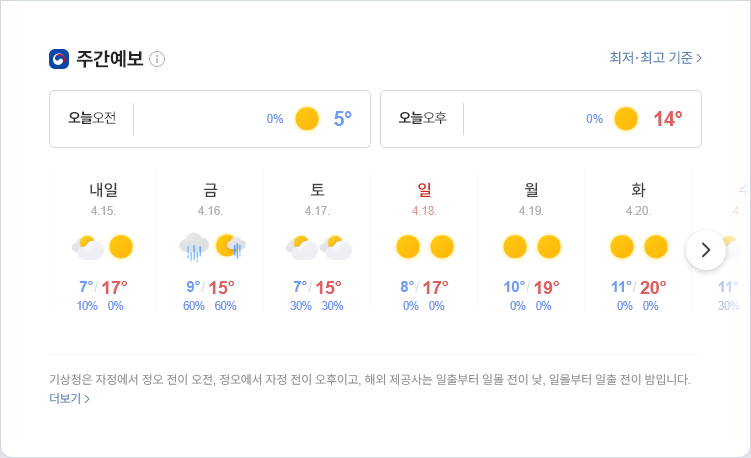 주간예보
최저·최고 기준
오늘오전 0% 5°
오늘오후 0% 14°
내일 금 토 일 월 화
4.15. 4.16. 4.17. 4.18. 4.19. 4.20.
7°/17° 9°/15° 7°/15° 8°/17° 10°/19° 11°/20° 11°
10% 0% 60% 60% 30% 30% 0% 0% 0% 0% 0% 0% 30%
기상청은 자정에서 정오 전이 오전, 정오에서 자정 전이 오후이고, 해외 제공사는 일출부터 일몰 전이 낮, 일몰부터 일출 전이 밤입니다.
더보기